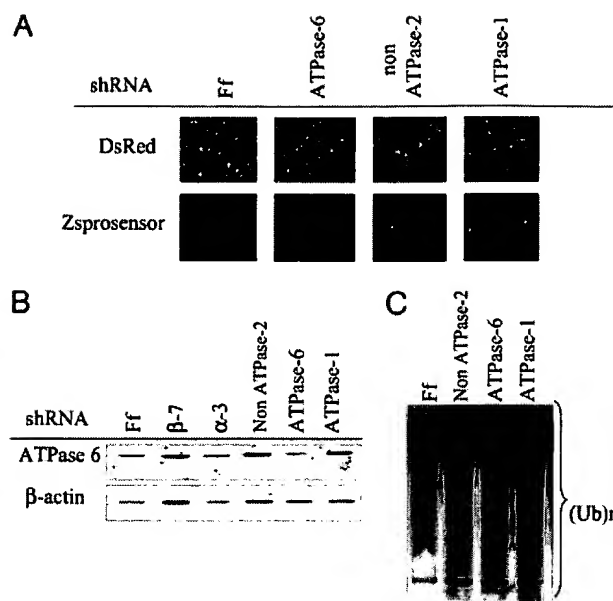 A
shRNA
Ff
ATPase-6
non
ATPase-2
ATPase-1
DsRed
Zsprosensor
B
shRNA
Ff
β-7
α-3
Non ATPase-2
ATPase-6
ATPase-1
ATPase 6
β-actin
C
Ff
Non ATPase-2
ATPase-6
ATPase-1
(Ub)n